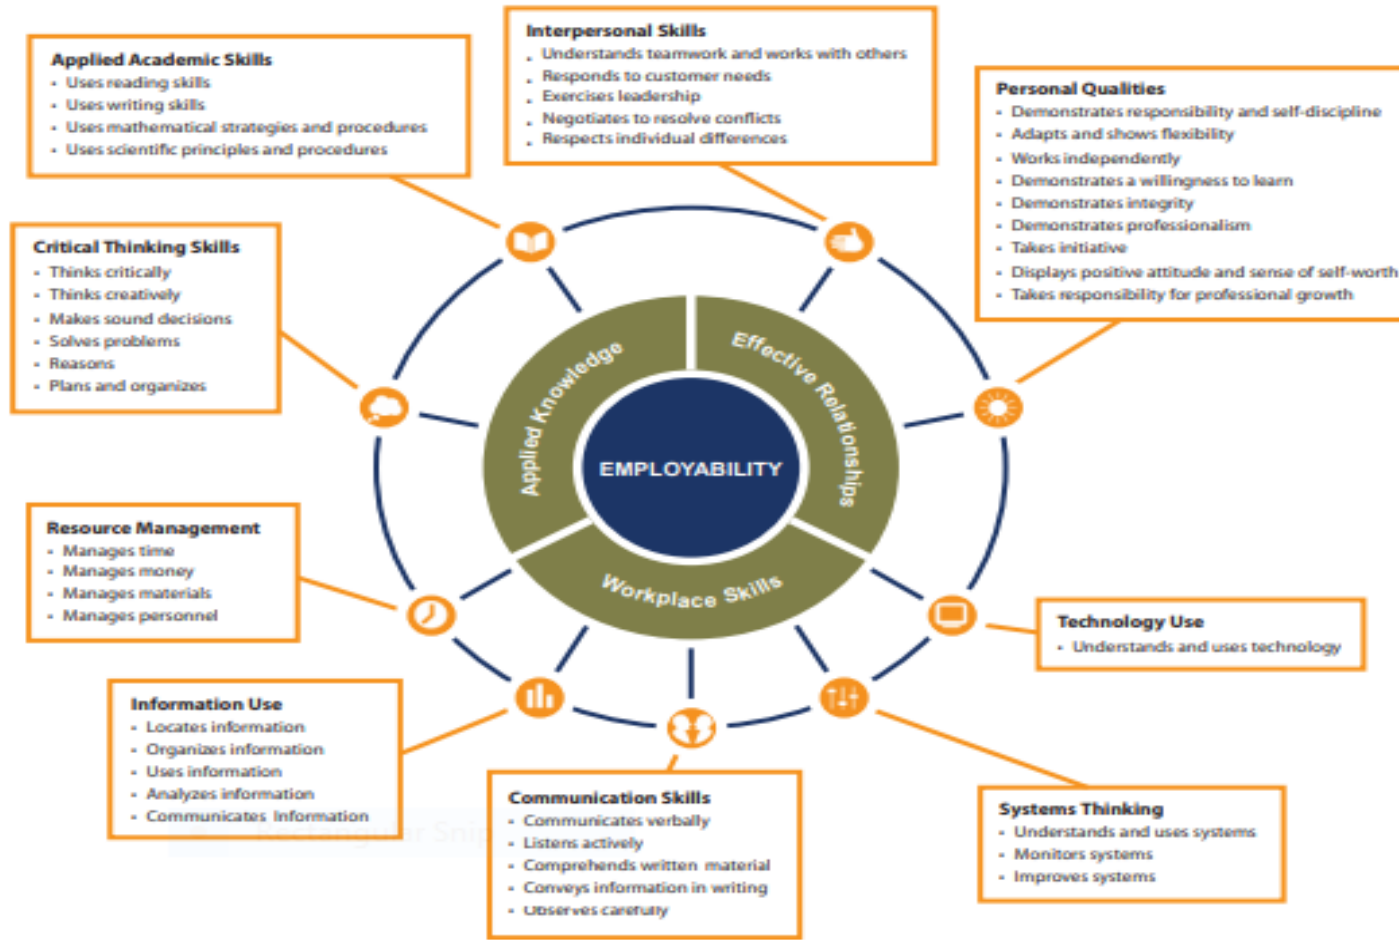 Applied Academic Skills
- Uses reading skills
- Uses writing skills
- Uses mathematical strategies and procedures
- Uses scientific principles and procedures
Interpersonal Skills
. Understands teamwork and works with others
. Responds to customer needs
. Exercises leadership
. Negotiates to resolve conflicts
. Respects individual differences
Personal Qualities
- Demonstrates responsibility and self-discipline
- Adapts and shows flexibility
- Works independently
- Demonstrates a willingness to learn
- Demonstrates integrity
- Demonstrates professionalism
- Takes initiative
- Displays positive attitude and sense of self-worth
- Takes responsibility for professional growth
Critical Thinking Skills
- Thinks critically
- Thinks creatively
- Makes sound decisions
- Solves problems
- Reasons
- Plans and organizes
Applied Knowledge
Effective Relationships
EMPLOYABILITY
Workplace Skills
Resource Management
- Manages time
- Manages money
- Manages materials
- Manages personnel
Technology Use
- Understands and uses technology
Information Use
- Locates information
- Organizes information
- Uses information
- Analyzes information
- Communicates Information
Rectangular Snip
Communication Skills
- Communicates verbally
- Listens actively
- Comprehends written material
- Conveys information in writing
- Observes carefully
Systems Thinking
- Understands and uses systems
- Monitors systems
- Improves systems